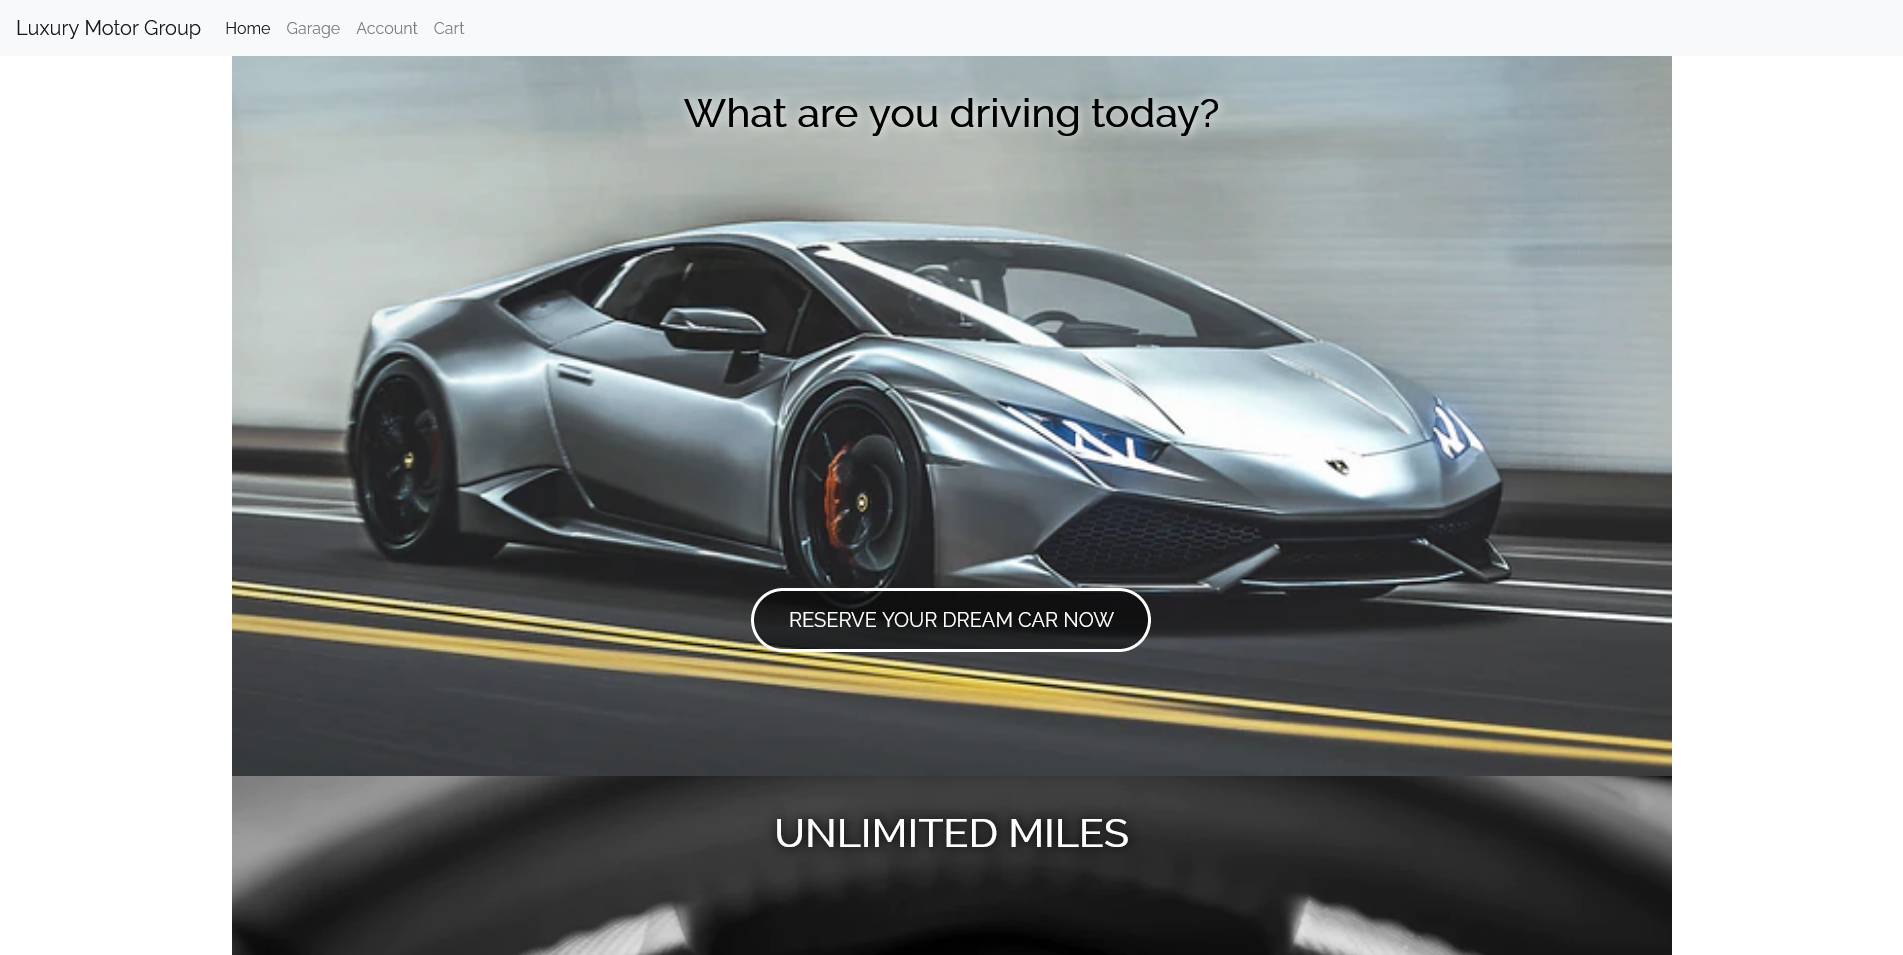 Luxury Motor Group Home Garage Account Cart
What are you driving today?
RESERVE YOUR DREAM CAR NOW
UNLIMITED MILES